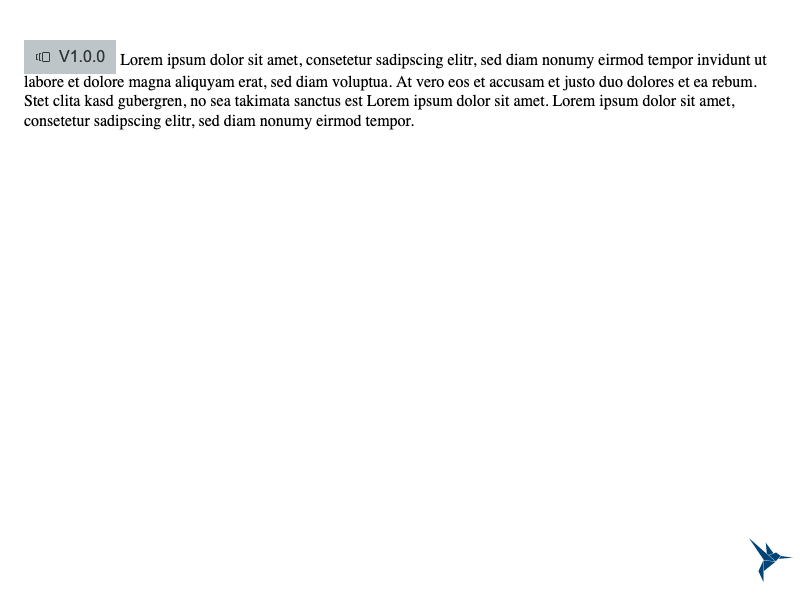 V1.0.0 Lorem ipsum dolor sit amet, consetetur sadipscing elitr, sed diam nonumy eirmod tempor invidunt ut
labore et dolore magna aliquyam erat, sed diam voluptua. At vero eos et accusam et justo duo dolores et ea rebum.
Stet clita kasd gubergren, no sea takimata sanctus est Lorem ipsum dolor sit amet. Lorem ipsum dolor sit amet,
consetetur sadipscing elitr, sed diam nonumy eirmod tempor.